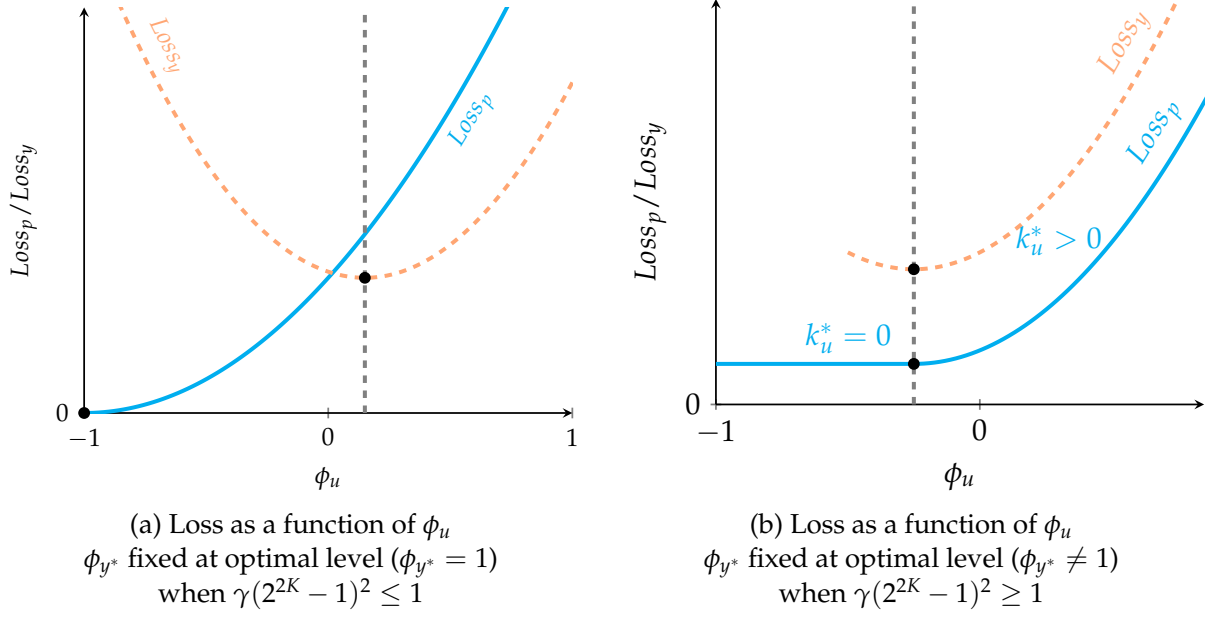 Loss_y
Loss_p
Loss_p / Loss_y
0
−1
0
1
ϕ_u
(a) Loss as a function of ϕ_u
ϕ_{y*} fixed at optimal level (ϕ_{y*} = 1)
when γ(2^{2K} − 1)^2 ≤ 1
Loss_y
Loss_p
k_u^* > 0
k_u^* = 0
Loss_p / Loss_y
0
−1
0
ϕ_u
(b) Loss as a function of ϕ_u
ϕ_{y*} fixed at optimal level (ϕ_{y*} ≠ 1)
when γ(2^{2K} − 1)^2 ≥ 1